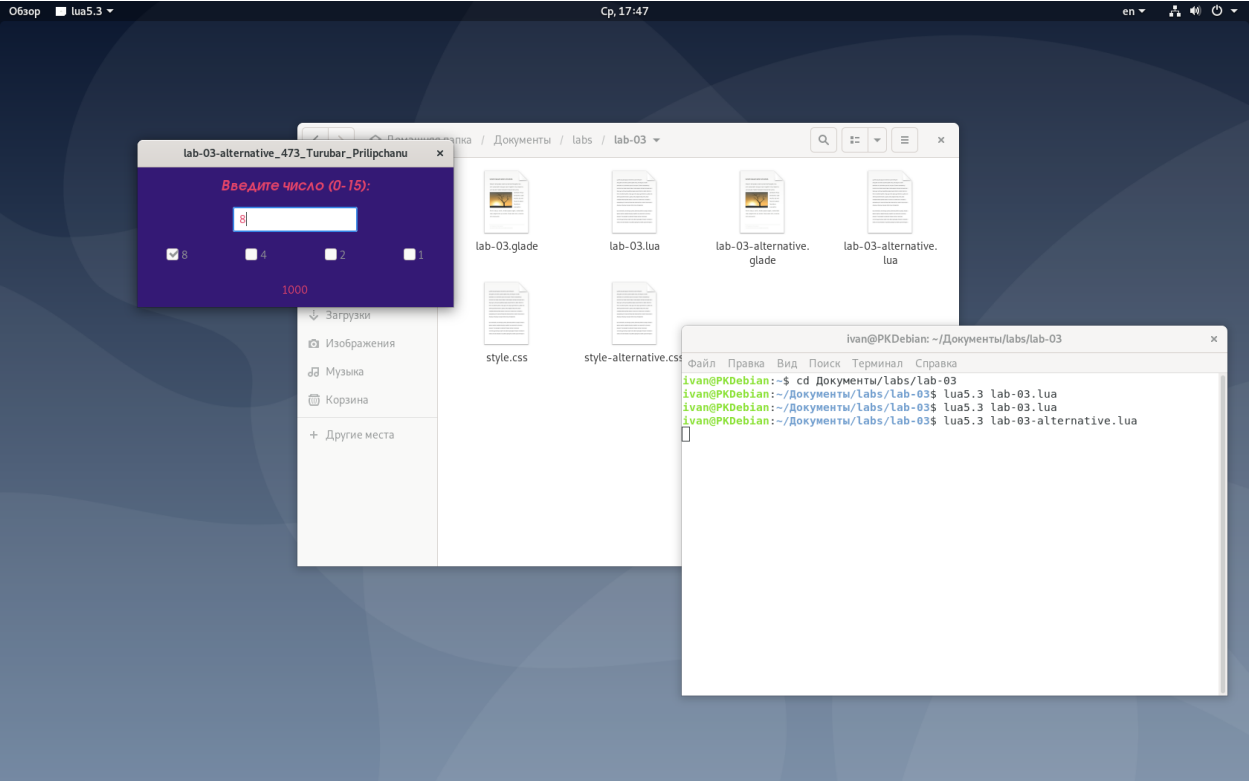 Обзор lua5.3
Ср, 17:47
en
Домашняя папка / Документы / labs / lab-03
lab-03-alternative_473_Turubar_Prilipchanu
Введите число (0-15):
8
8 4 2 1
1000
lab-03.glade
lab-03.lua
lab-03-alternative.
glade
lab-03-alternative.
lua
style.css
style-alternative.css
Загрузки
Изображения
Музыка
Корзина
+ Другие места
ivan@PKDebian: ~/Документы/labs/lab-03
Файл Правка Вид Поиск Терминал Справка
ivan@PKDebian:~$ cd Документы/labs/lab-03
ivan@PKDebian:~/Документы/labs/lab-03$ lua5.3 lab-03.lua
ivan@PKDebian:~/Документы/labs/lab-03$ lua5.3 lab-03.lua
ivan@PKDebian:~/Документы/labs/lab-03$ lua5.3 lab-03-alternative.lua